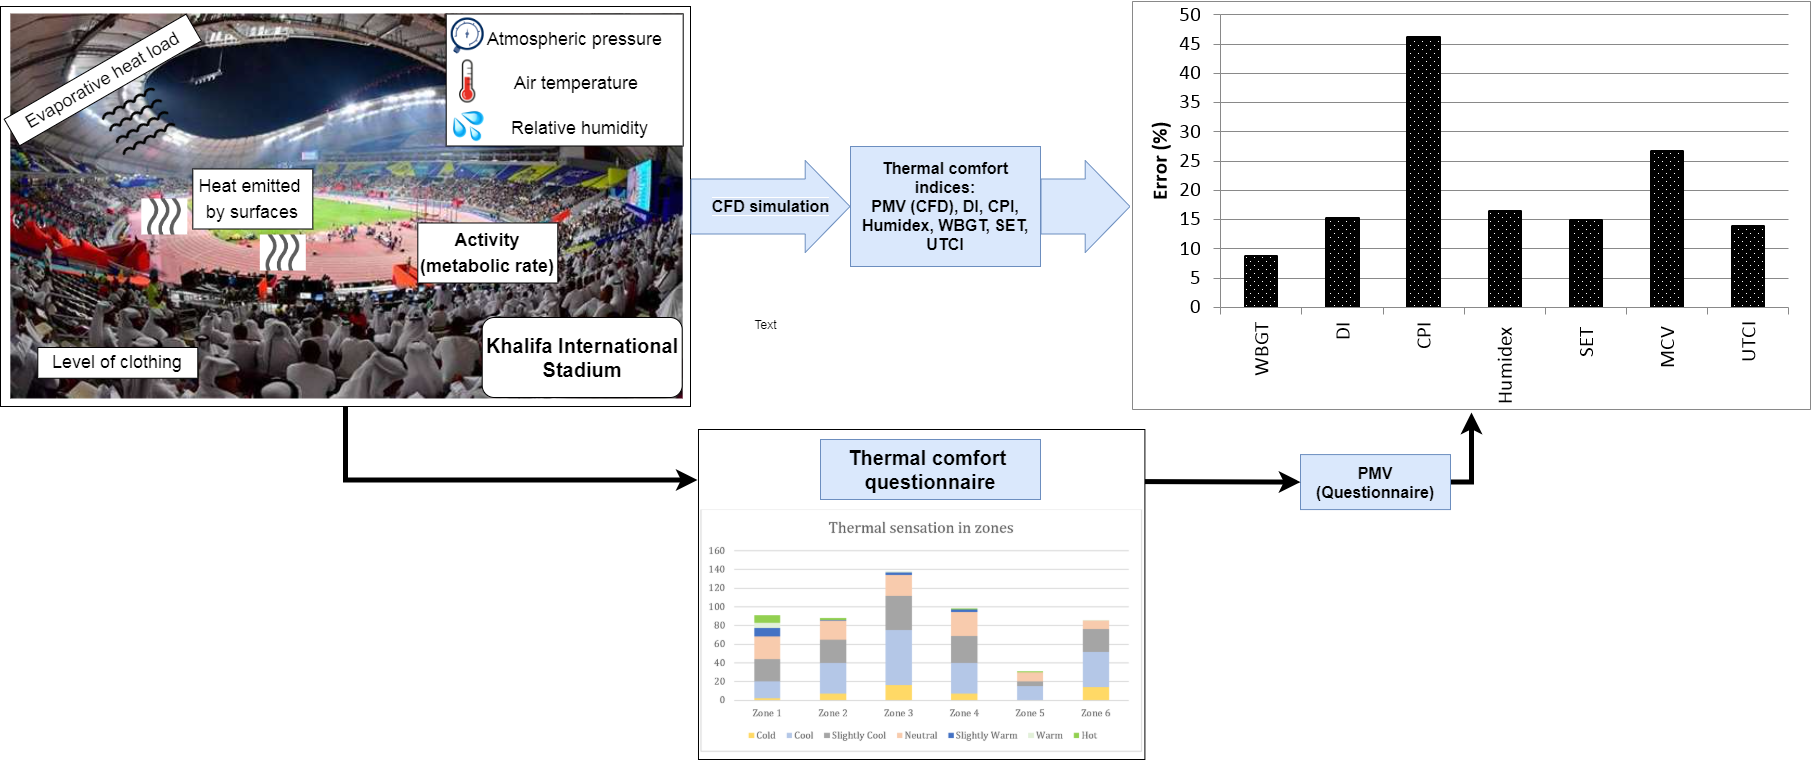 Evaporative heat load
Atmospheric pressure
Air temperature
Relative humidity
Heat emitted
by surfaces
Activity
(metabolic rate)
Level of clothing
Khalifa International
Stadium
CFD simulation
Thermal comfort
indices:
PMV (CFD), DI, CPI,
Humidex, WBGT, SET,
UTCI
Text
Error (%)
50
45
40
35
30
25
20
15
10
5
0
WBGT
DI
CPI
Humidex
SET
MCV
UTCI
Thermal comfort
questionnaire
Thermal sensation in zones
160
140
120
100
80
60
40
20
0
Zone 1 Zone 2 Zone 3 Zone 4 Zone 5 Zone 6
Cold Cool Slightly Cool Neutral Slightly Warm Warm Hot
PMV
(Questionnaire)